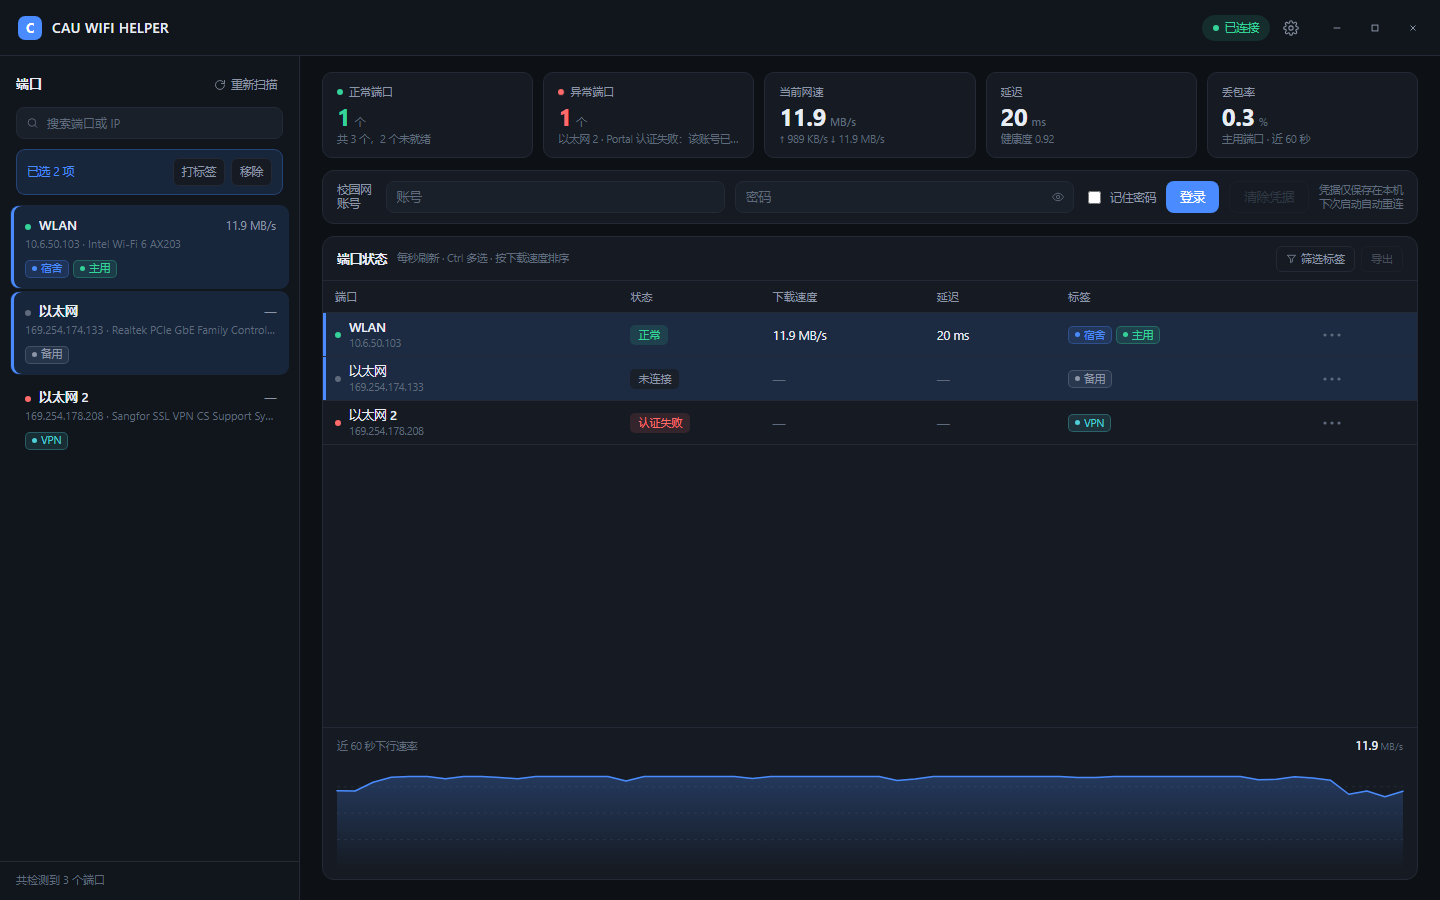 C CAU WIFI HELPER
已连接
端口
重新扫描
搜索端口或 IP
已选 2 项
打标签
移除
WLAN 11.9 MB/s
10.6.50.103 · Intel Wi-Fi 6 AX203
宿舍 主用
以太网 —
169.254.174.133 · Realtek PCIe GbE Family Control...
备用
以太网 2 —
169.254.178.208 · Sangfor SSL VPN CS Support Sy...
VPN
共检测到 3 个端口
正常端口
1 个
共 3 个，2 个未就绪
异常端口
1 个
以太网 2 · Portal 认证失败：该账号已...
当前网速
11.9 MB/s
↑ 989 KB/s ↓ 11.9 MB/s
延迟
20 ms
健康度 0.92
丢包率
0.3 %
主用端口 · 近 60 秒
校园网
账号
账号
密码
记住密码
登录
清除凭据
凭据仅保存在本机
下次启动自动重连
端口状态 每秒刷新 · Ctrl 多选 · 按下载速度排序
筛选标签
导出
端口 状态 下载速度 延迟 标签
WLAN
10.6.50.103
正常 11.9 MB/s 20 ms 宿舍 主用
以太网
169.254.174.133
未连接 — — 备用
以太网 2
169.254.178.208
认证失败 — — VPN
近 60 秒下行速率
11.9 MB/s